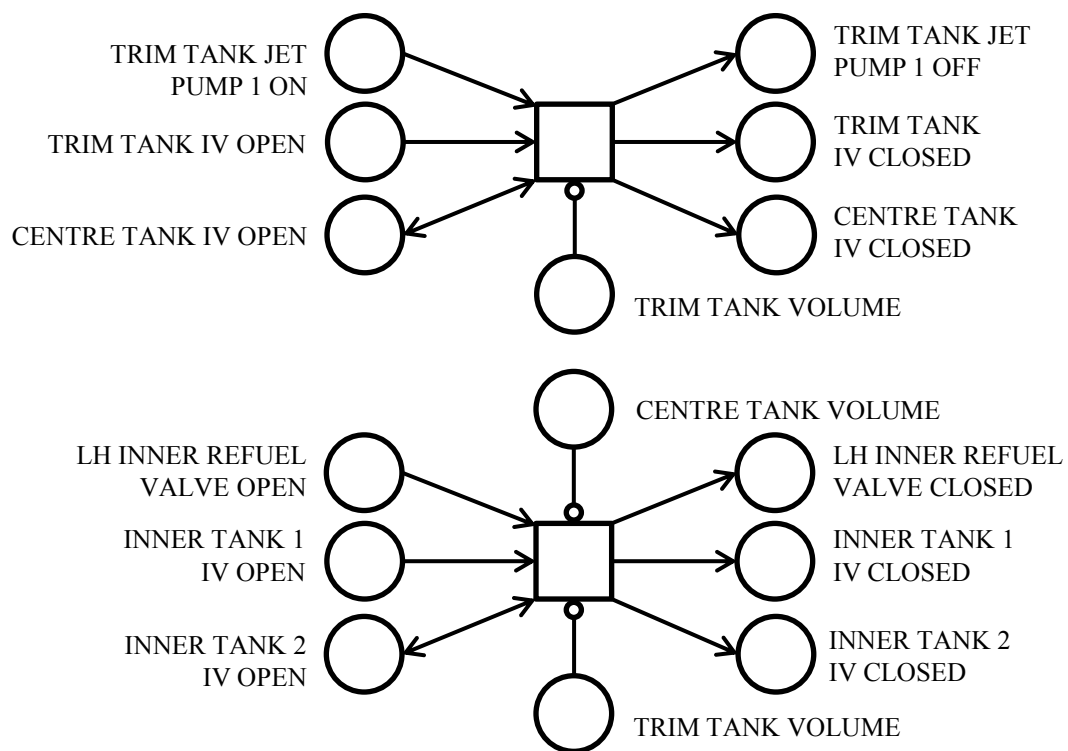 TRIM TANK JET
PUMP 1 ON
TRIM TANK JET
PUMP 1 OFF
TRIM TANK IV OPEN
TRIM TANK
IV CLOSED
CENTRE TANK IV OPEN
CENTRE TANK
IV CLOSED
TRIM TANK VOLUME
CENTRE TANK VOLUME
LH INNER REFUEL
VALVE OPEN
LH INNER REFUEL
VALVE CLOSED
INNER TANK 1
IV OPEN
INNER TANK 1
IV CLOSED
INNER TANK 2
IV OPEN
INNER TANK 2
IV CLOSED
TRIM TANK VOLUME